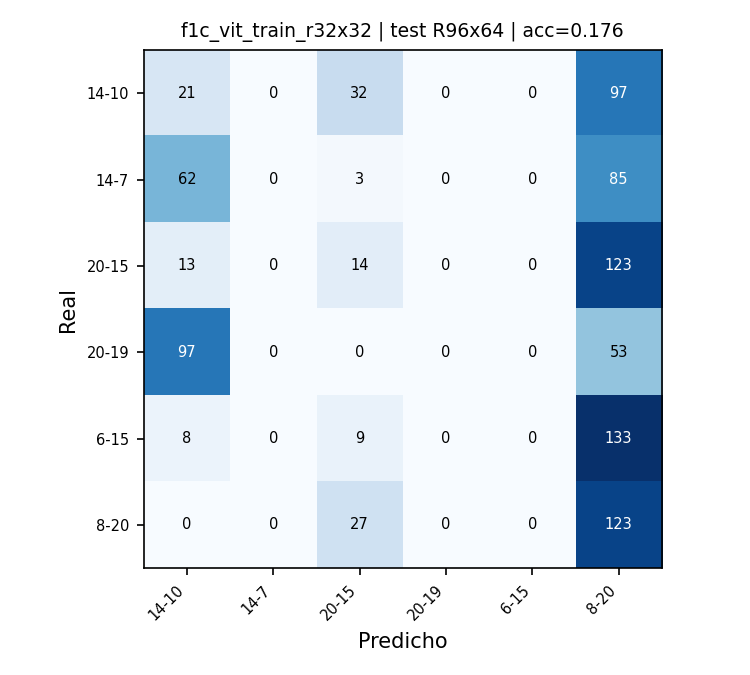 f1c_vit_train_r32x32 | test R96x64 | acc=0.176
14-10 21 0 32 0 0 97
14-7 62 0 3 0 0 85
20-15 13 0 14 0 0 123
Real
20-19 97 0 0 0 0 53
6-15 8 0 9 0 0 133
8-20 0 0 27 0 0 123
14-10 14-7 20-15 20-19 6-15 8-20
Predicho